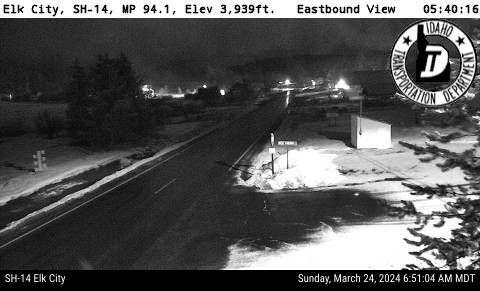 Elk City, SH-14, MP 94.1, Elev 3,939ft. Eastbound View 05:40:16
IDAHO
TRANSPORTATION DEPARTMENT
SH-14 Elk City Sunday, March 24, 2024 6:51:04 AM MDT